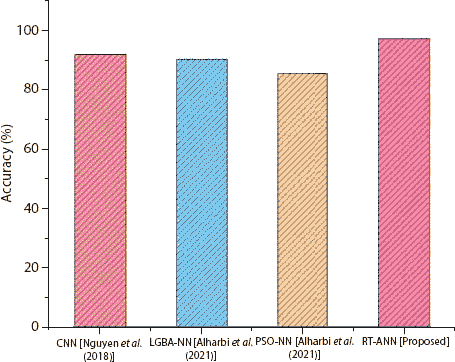 100
80
60
40
20
0
Accuracy (%)
CNN [Nguyen et al. (2018)]
LGBA-NN[Alharbi et al. (2021)]
PSO-NN [Alharbi et al. (2021)]
RT-ANN [Proposed]